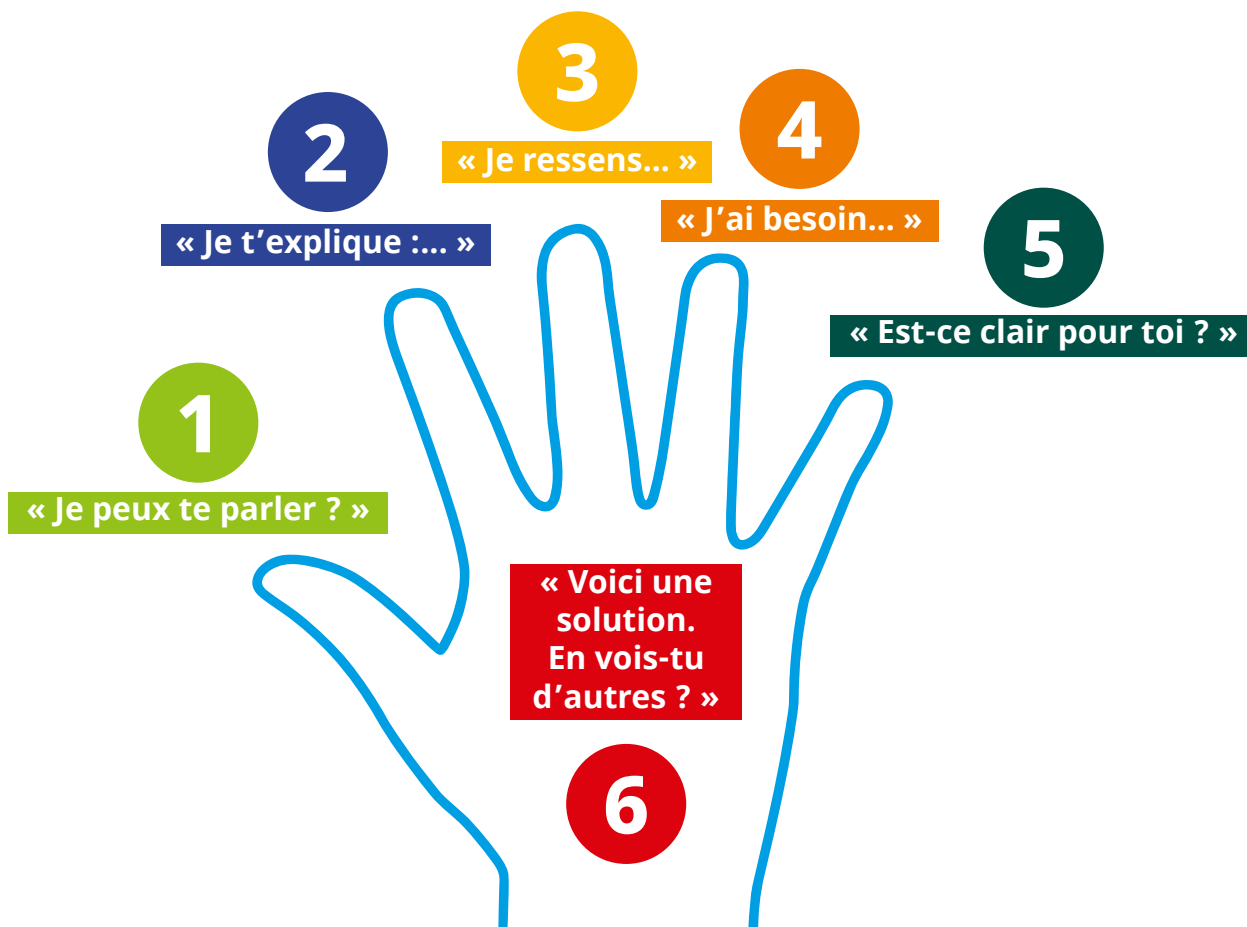 1
« Je peux te parler ? »
2
« Je t’explique :... »
3
« Je ressens... »
4
« J’ai besoin... »
5
« Est-ce clair pour toi ? »
« Voici une
solution.
En vois-tu
d’autres ? »
6